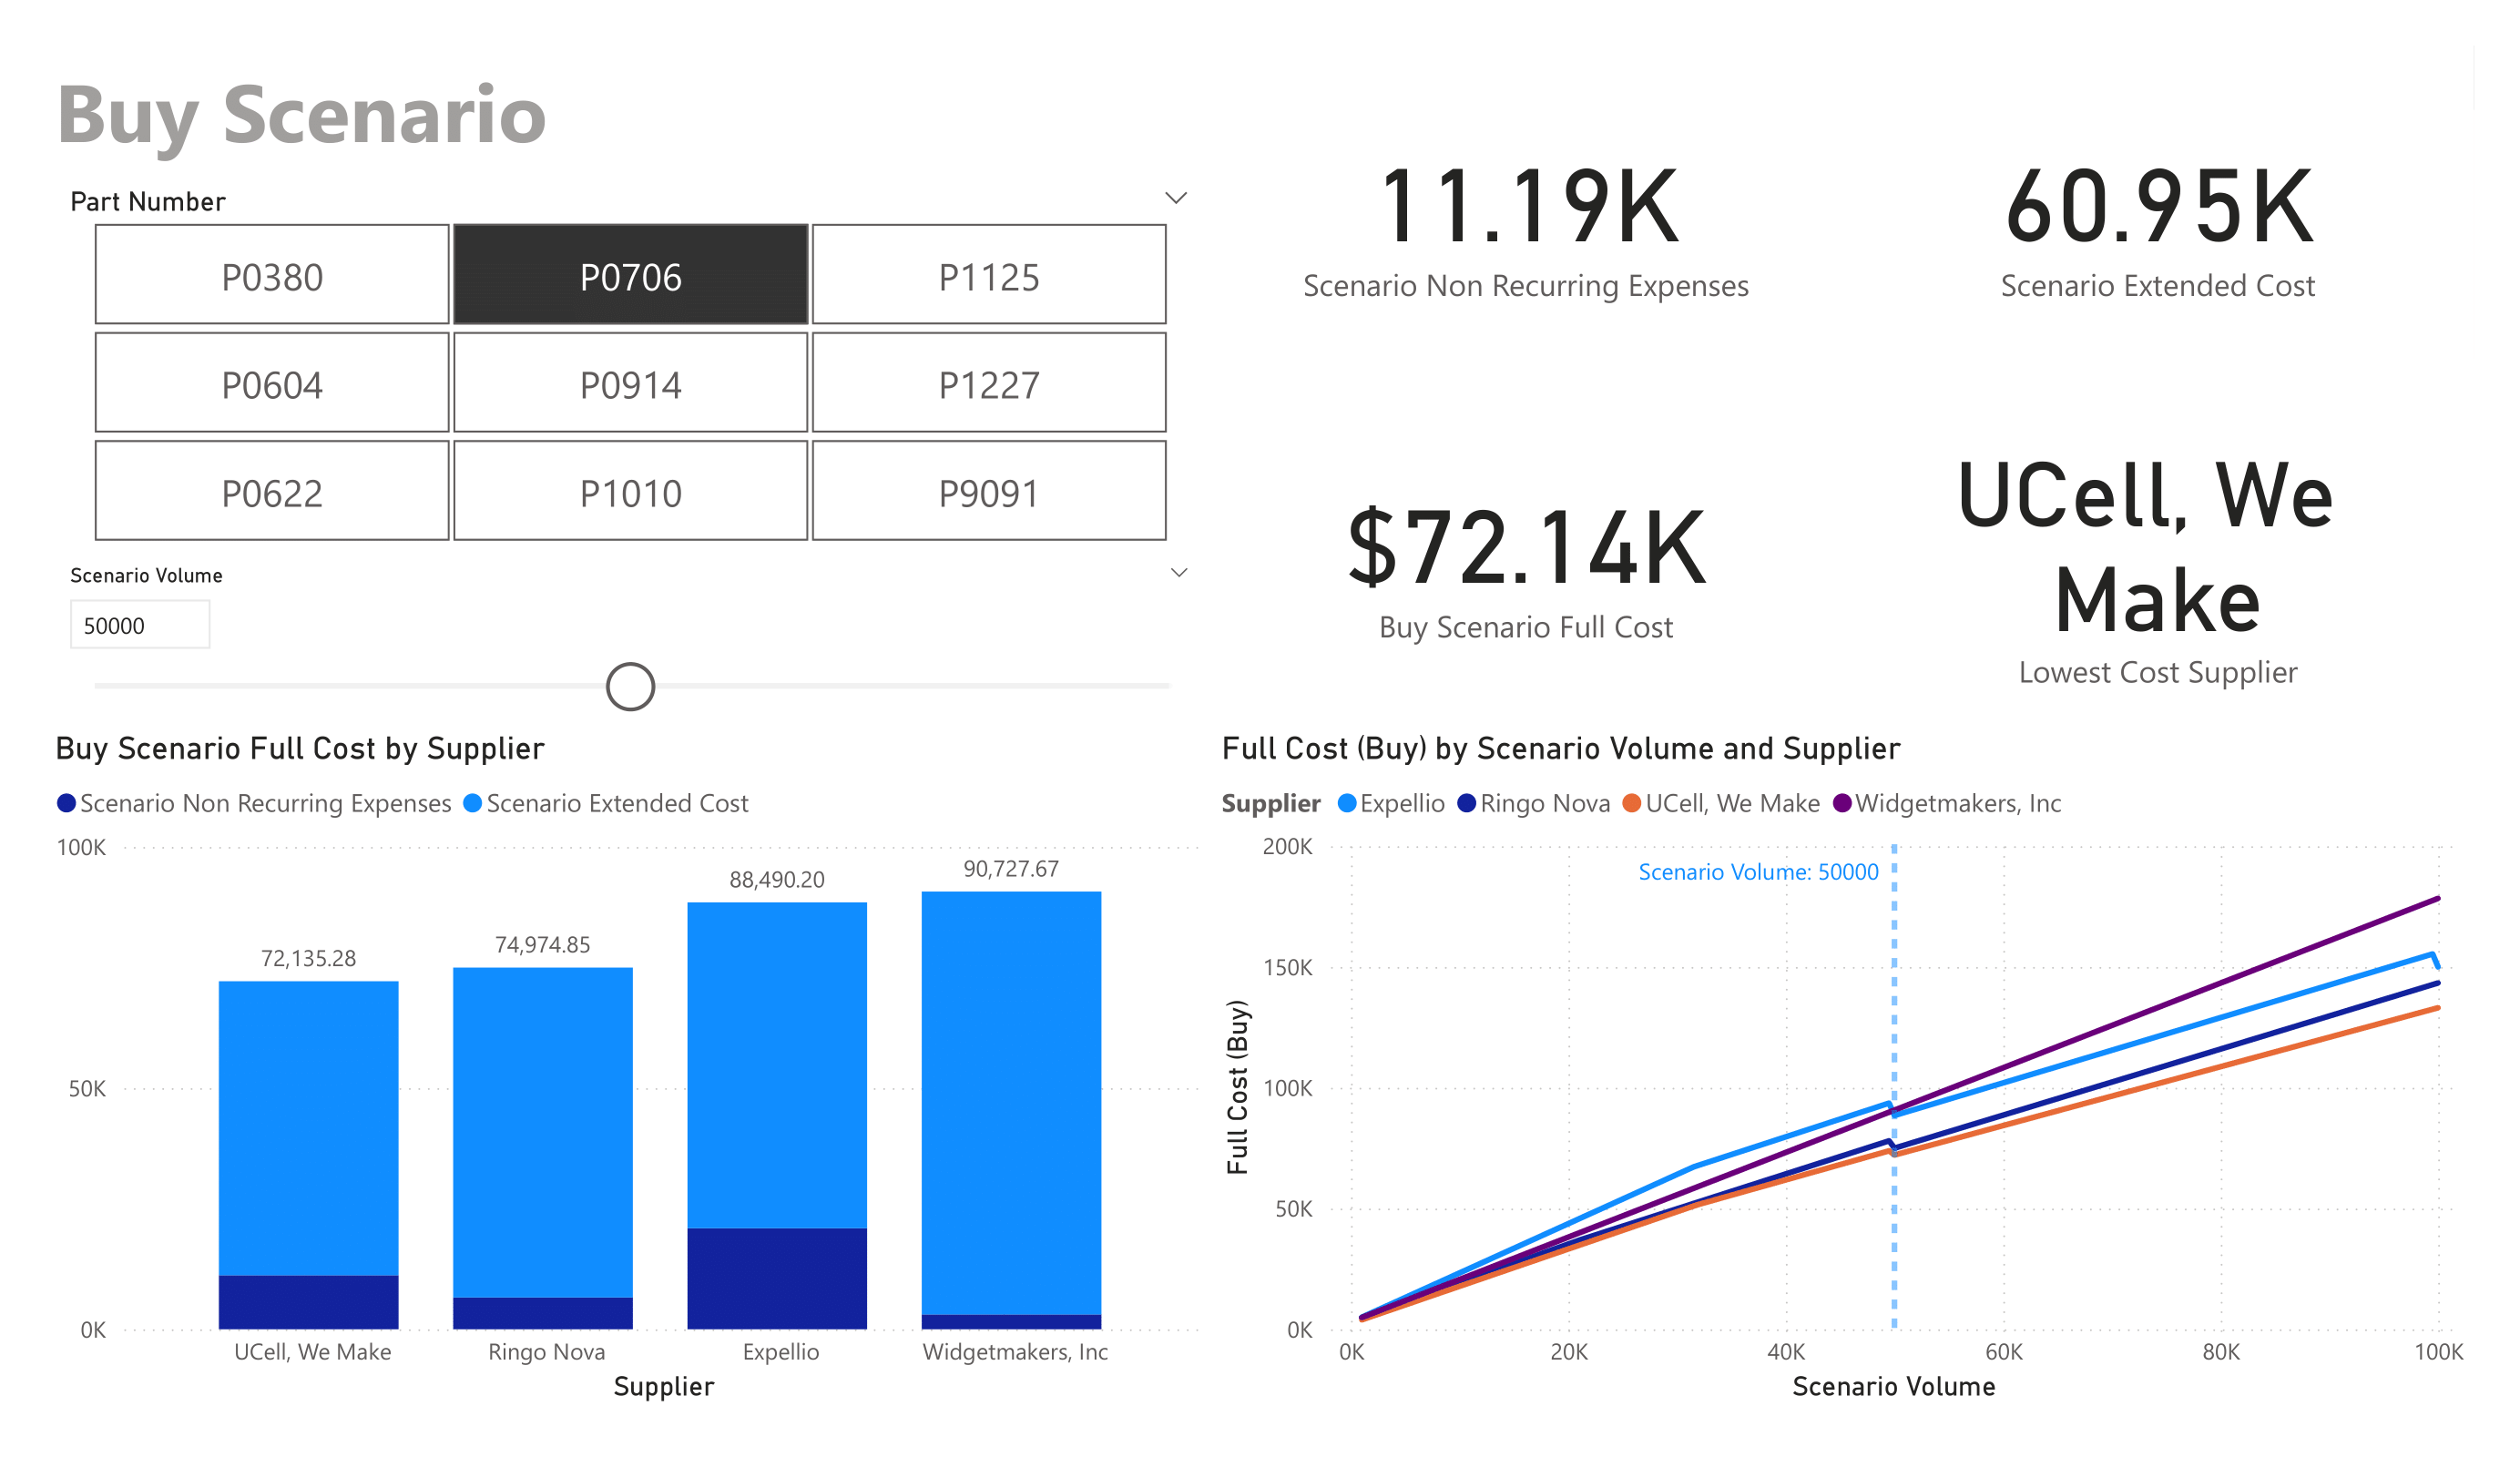 Buy Scenario
Part Number
P0380
P0706
P1125
P0604
P0914
P1227
P0622
P1010
P9091
Scenario Volume
50000
11.19K
Scenario Non Recurring Expenses
60.95K
Scenario Extended Cost
$72.14K
Buy Scenario Full Cost
UCell, We
Make
Lowest Cost Supplier
Buy Scenario Full Cost by Supplier
Scenario Non Recurring Expenses Scenario Extended Cost
100K
50K
0K
72,135.28
74,974.85
88,490.20
90,727.67
UCell, We Make
Ringo Nova
Expellio
Widgetmakers, Inc
Supplier
Full Cost (Buy) by Scenario Volume and Supplier
Supplier Expellio Ringo Nova UCell, We Make Widgetmakers, Inc
Full Cost (Buy)
200K
150K
100K
50K
0K
Scenario Volume: 50000
0K
20K
40K
60K
80K
100K
Scenario Volume